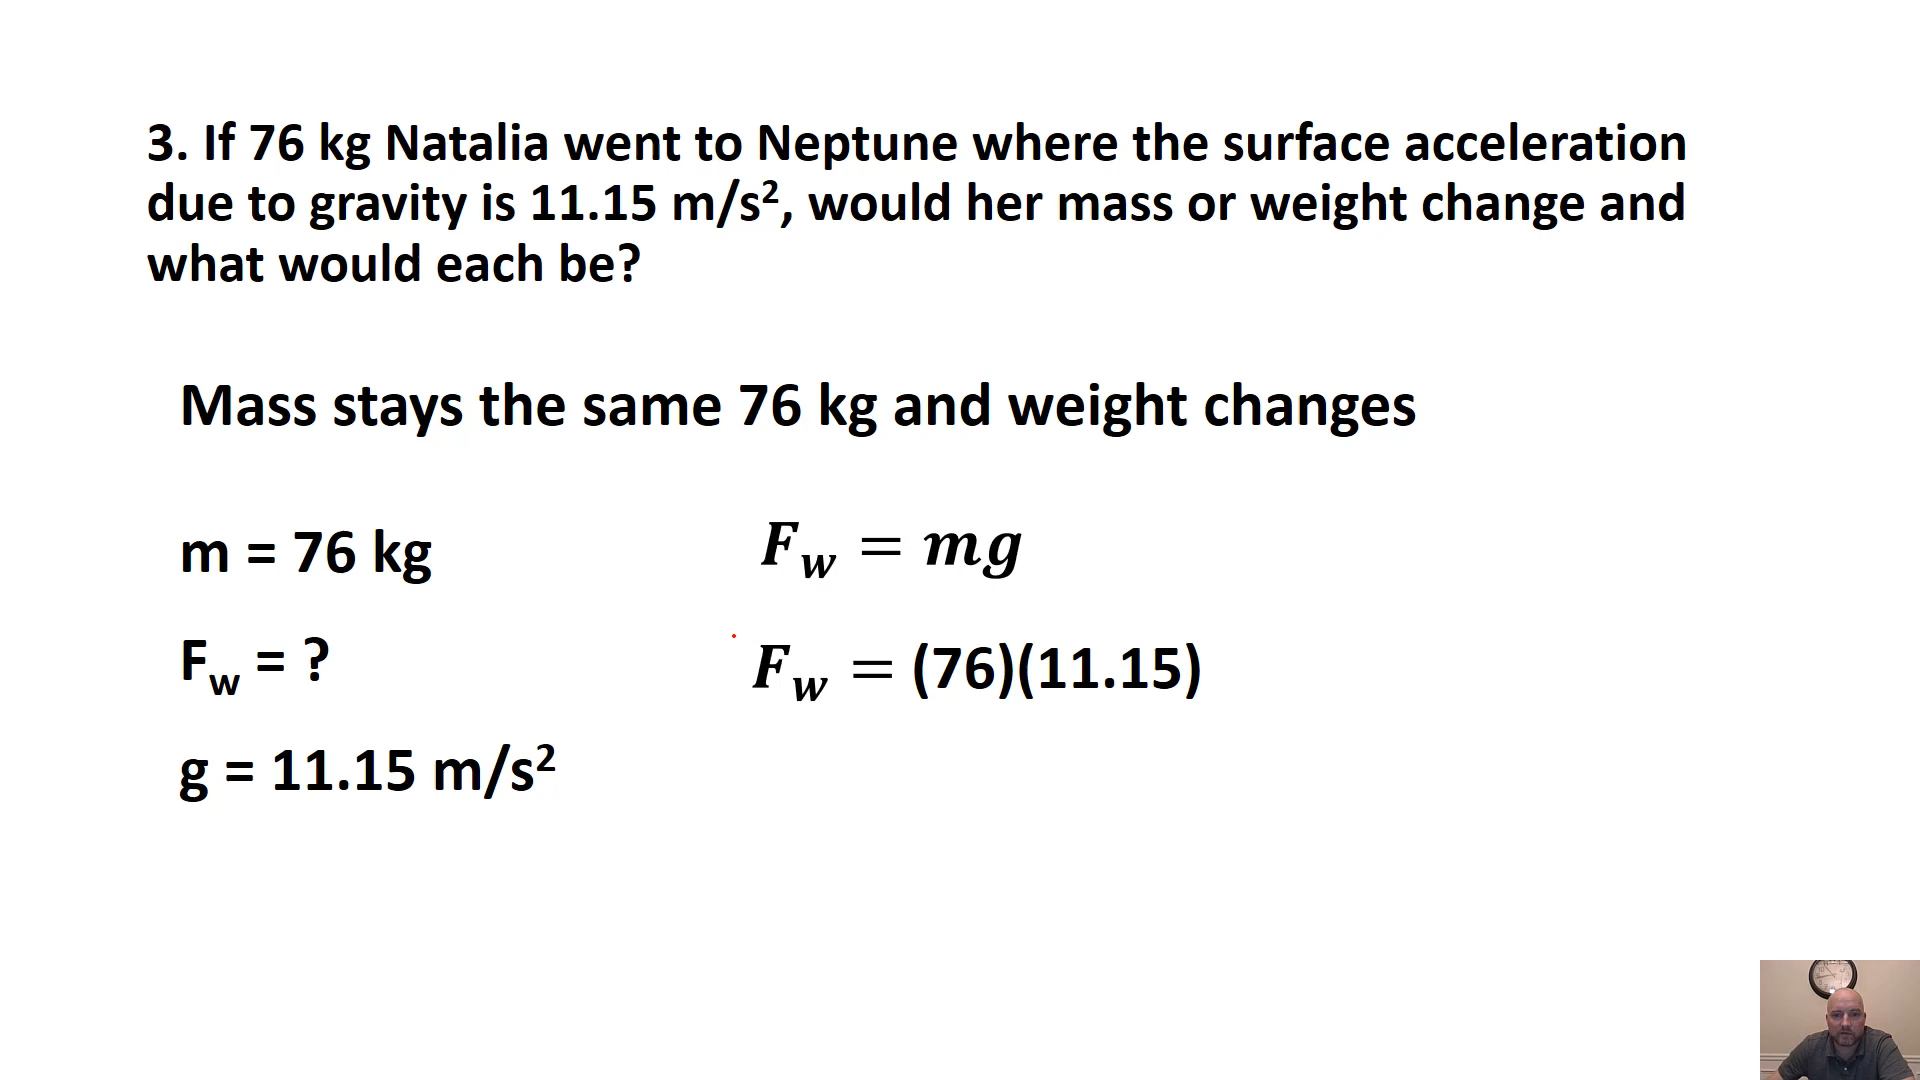 3. If 76 kg Natalia went to Neptune where the surface acceleration
due to gravity is 11.15 m/s², would her mass or weight change and
what would each be?
Mass stays the same 76 kg and weight changes
m = 76 kg
F_w = ?
g = 11.15 m/s²
F_w = mg
F_w = (76)(11.15)